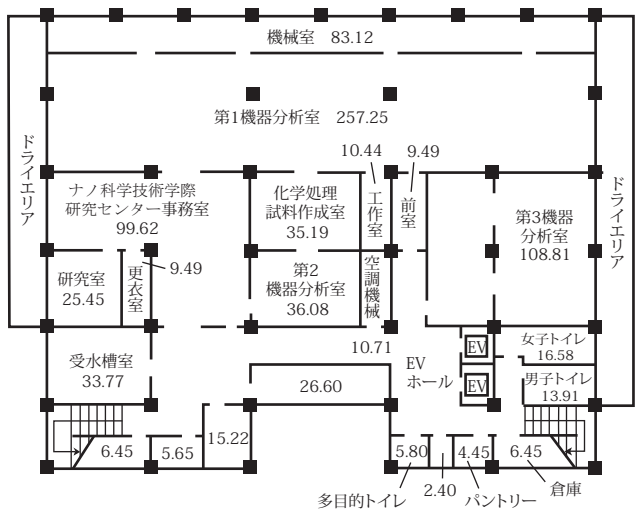 機械室 83.12
第1機器分析室 257.25
ドライエリア
10.44
9.49
ナノ科学技術学際
研究センター事務室
99.62
化学処理
試料作成室
35.19
工作室
前室
第3機器
分析室
108.81
ドライエリア
研究室
25.45
更衣室
9.49
第2
機器分析室
36.08
空調機械
受水槽室
33.77
10.71
26.60
EV
ホール
EV
EV
女子トイレ
16.58
男子トイレ
13.91
6.45
5.65
15.22
5.80
2.40
4.45
6.45
多目的トイレ
パントリー
倉庫